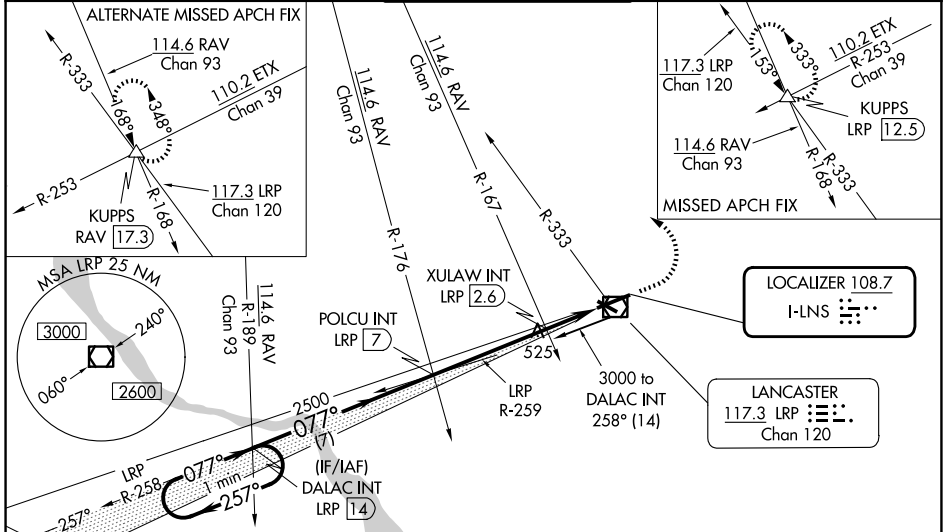 ALTERNATE MISSED APCH FIX
114.6 RAV
Chan 93
R-333
110.2 ETX
Chan 39
168°
348°
R-253
R-168
117.3 LRP
Chan 120
KUPPS
RAV 17.3
114.6 RAV
Chan 93
114.6 RAV
Chan 93
R-176
R-167
R-333
117.3 LRP
Chan 120
153°
333°
110.2 ETX
R-253
Chan 39
KUPPS
LRP 12.5
114.6 RAV
Chan 93
R-333
R-168
MISSED APCH FIX
MSA LRP 25 NM
3000
240°
060°
2600
114.6 RAV
R-189
Chan 93
POLCU INT
LRP 7
XULAW INT
LRP 2.6
525
LOCALIZER 108.7
I-LNS
LRP
R-259
3000 to
DALAC INT
258° (14)
LANCASTER
117.3 LRP
Chan 120
2500
077°
(7)
(IF/IAF)
DALAC INT
LRP 14
LRP
R-258
077°
1 min
257°
257°